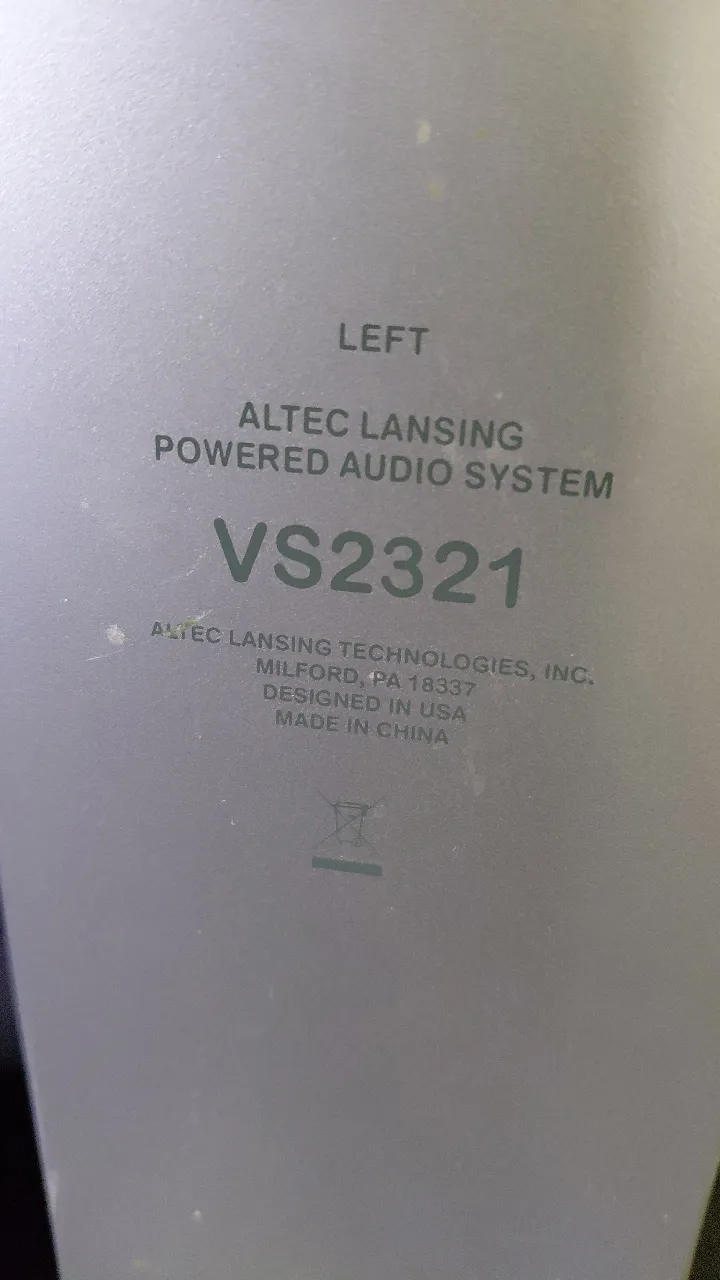 LEFT
ALTEC LANSING
POWERED AUDIO SYSTEM
VS2321
ALTEC LANSING TECHNOLOGIES, INC.
MILFORD, PA 18337
DESIGNED IN USA
MADE IN CHINA